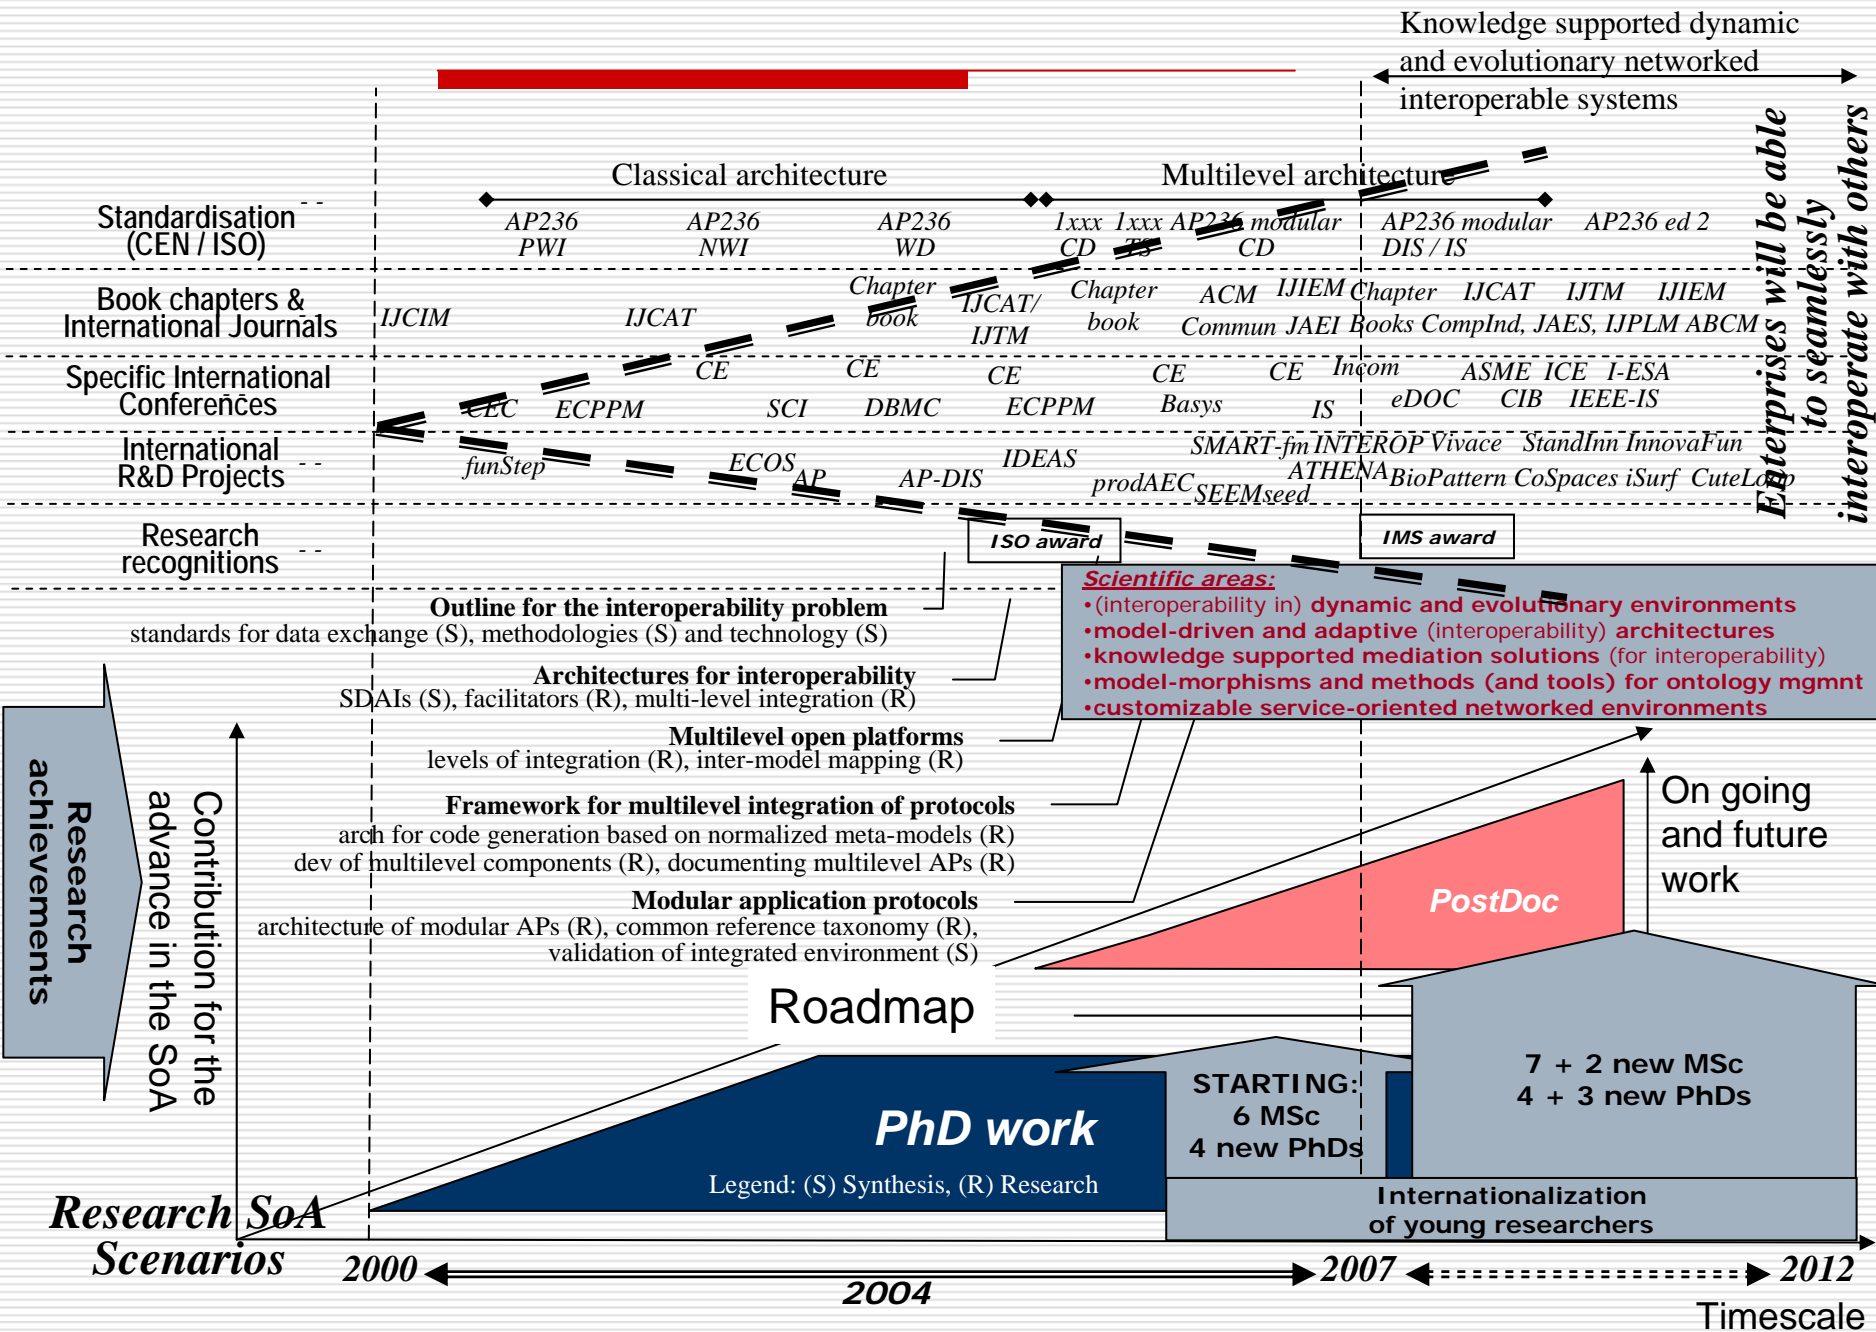 Knowledge supported dynamic
and evolutionary networked
interoperable systems
Classical architecture
Multilevel architecture
Standardisation
(CEN / ISO)
AP236
PWI
AP236
NWI
AP236
WD
1xxx
CD
1xxx
TS
AP236 modular
CD
AP236 modular
DIS / IS
AP236 ed 2
Book chapters &
International Journals
IJCIM
IJCAT
Chapter
book
IJCAT/
IJTM
Chapter
book
ACM
Commun
IJIEM
JAEI
Chapter
Books
IJCAT IJTM IJIEM
CompInd, JAES, IJPLM ABCM
Specific International
Conferences
CE CE CE CE CE Incom ASME ICE I-ESA
CEC ECPPM SCI DBMC ECPPM Basys IS eDOC CIB IEEE-IS
International
R&D Projects
funStep
ECOS
AP
AP-DIS
IDEAS
prodAEC
SMART-fm INTEROP Vivace StandInn InnovaFun
SEEMseed
ATHENA
BioPattern CoSpaces iSurf CuteLoop
Research
recognitions
ISO award
IMS award
Enterprises will be able
to seamlessly
interoperate with others
Scientific areas:
•(interoperability in) dynamic and evolutionary environments
•model-driven and adaptive (interoperability) architectures
•knowledge supported mediation solutions (for interoperability)
•model-morphisms and methods (and tools) for ontology mgmnt
•customizable service-oriented networked environments
Outline for the interoperability problem
standards for data exchange (S), methodologies (S) and technology (S)
Architectures for interoperability
SDAIs (S), facilitators (R), multi-level integration (R)
Multilevel open platforms
levels of integration (R), inter-model mapping (R)
Framework for multilevel integration of protocols
arch for code generation based on normalized meta-models (R)
dev of multilevel components (R), documenting multilevel APs (R)
Modular application protocols
architecture of modular APs (R), common reference taxonomy (R),
validation of integrated environment (S)
Research
achievements
Contribution for the
advance in the SoA
On going
and future
work
PostDoc
Roadmap
PhD work
Legend: (S) Synthesis, (R) Research
STARTING:
6 MSc
4 new PhDs
7 + 2 new MSc
4 + 3 new PhDs
Internationalization
of young researchers
Research SoA
Scenarios
2000
2004
2007
2012
Timescale